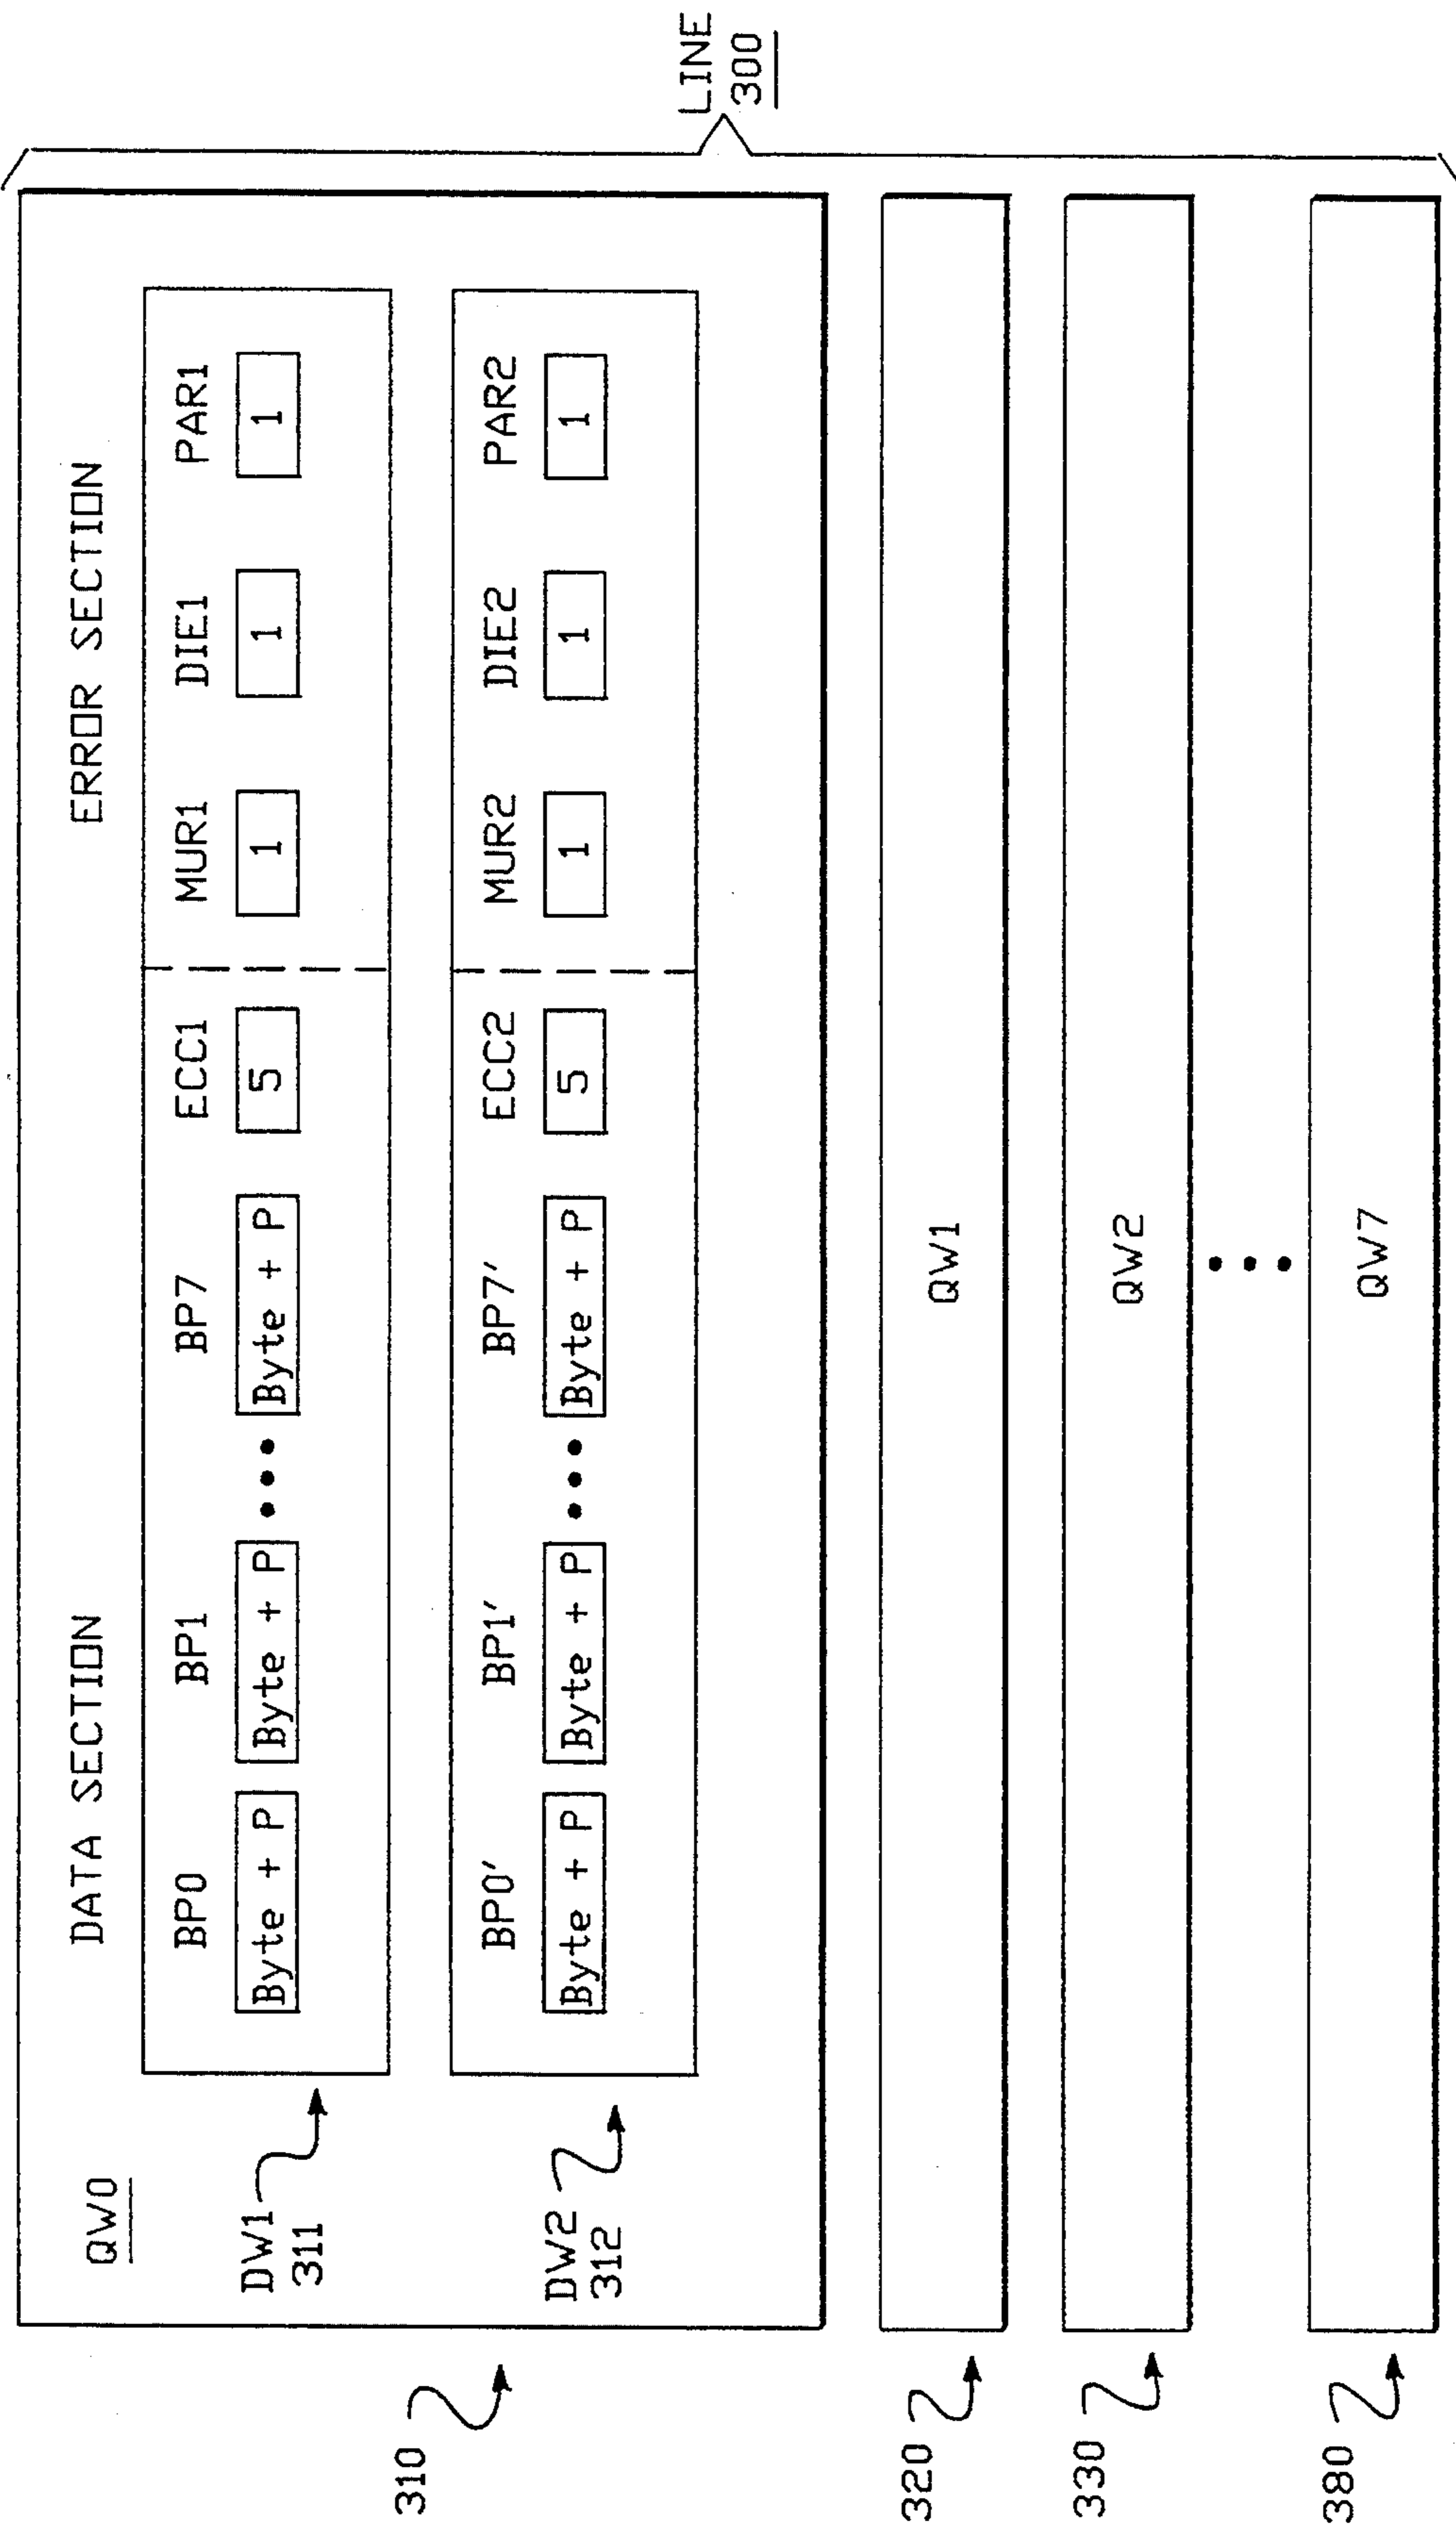 DATA SECTION ERROR SECTION
QW0
BP0 BP1 BP7 ECC1 MUR1 DIE1 PAR1
Byte + P Byte + P Byte + P 5 1 1 1
DW1
311
BP0' BP1' BP7' ECC2 MUR2 DIE2 PAR2
Byte + P Byte + P Byte + P 5 1 1 1
DW2
312
310
QW1
320
QW2
330
QW7
380
LINE
300